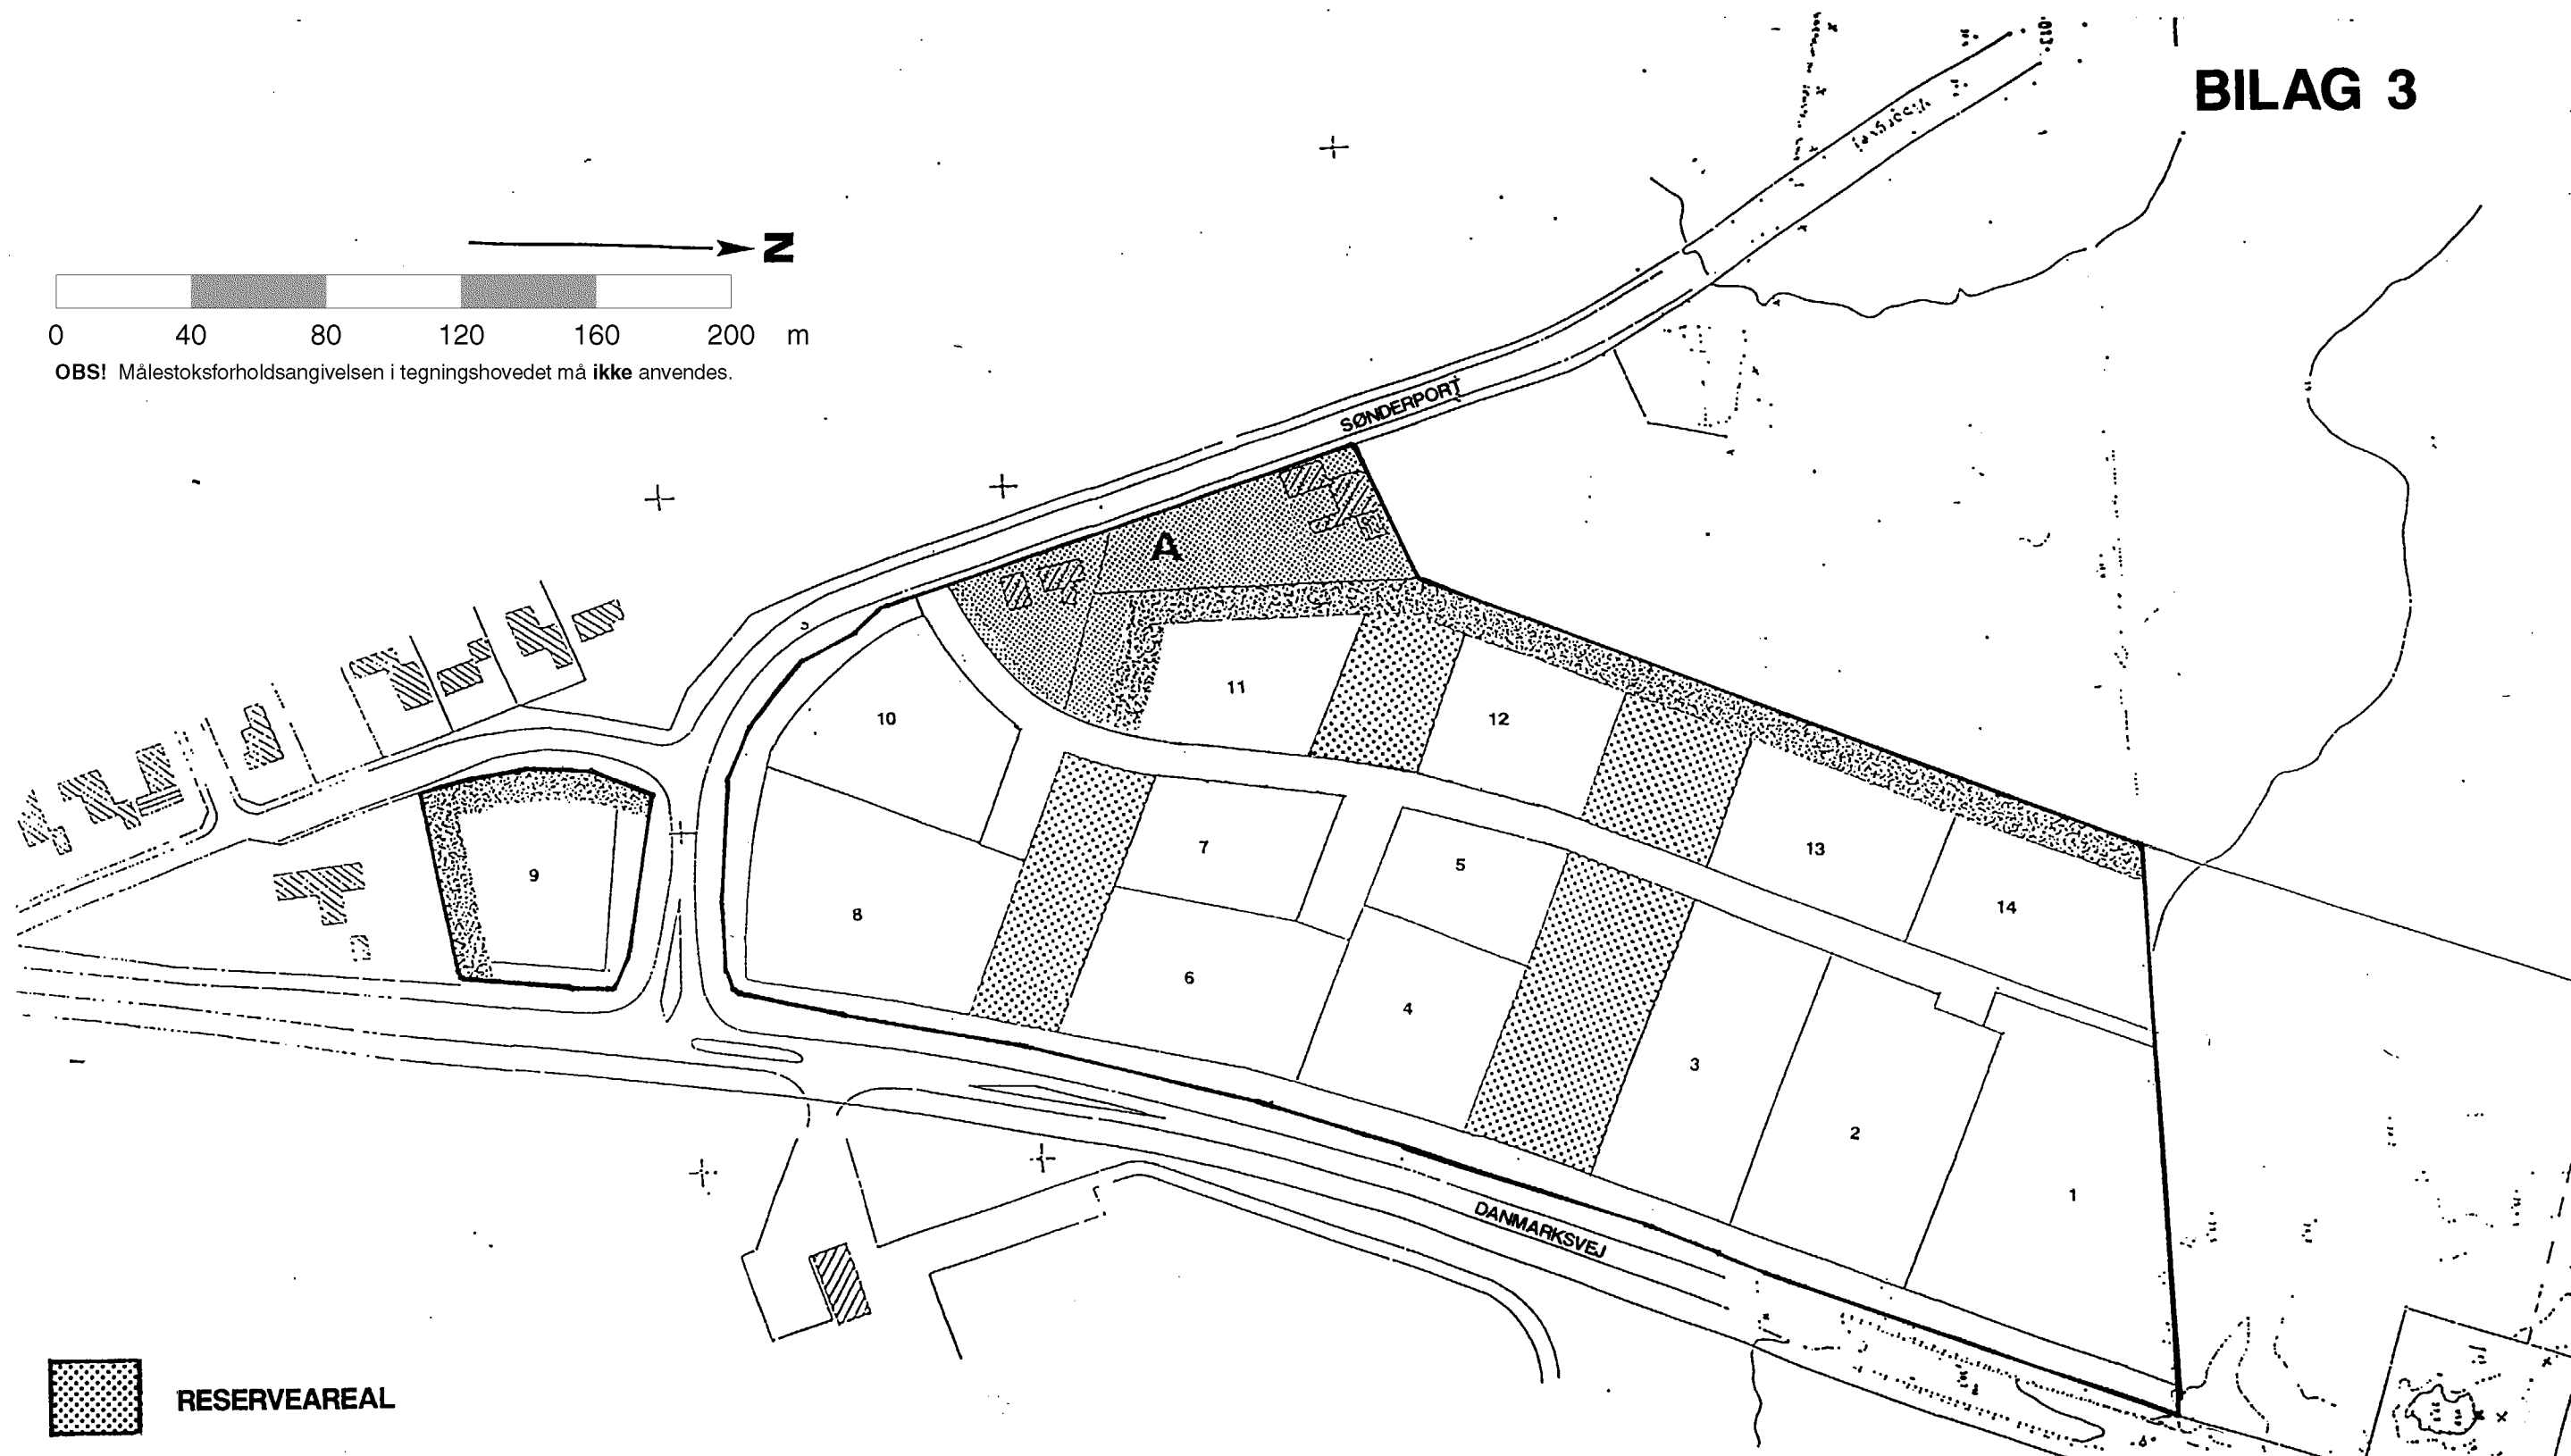 BILAG 3
N
0 40 80 120 160 200 m
OBS! Målestoksforholdsangivelsen i tegningshovedet må ikke anvendes.
SØNDERPORT
A
11
10
12
7
13
5
9
14
8
6
4
3
2
1
DANMARKSVEJ
RESERVEAREAL